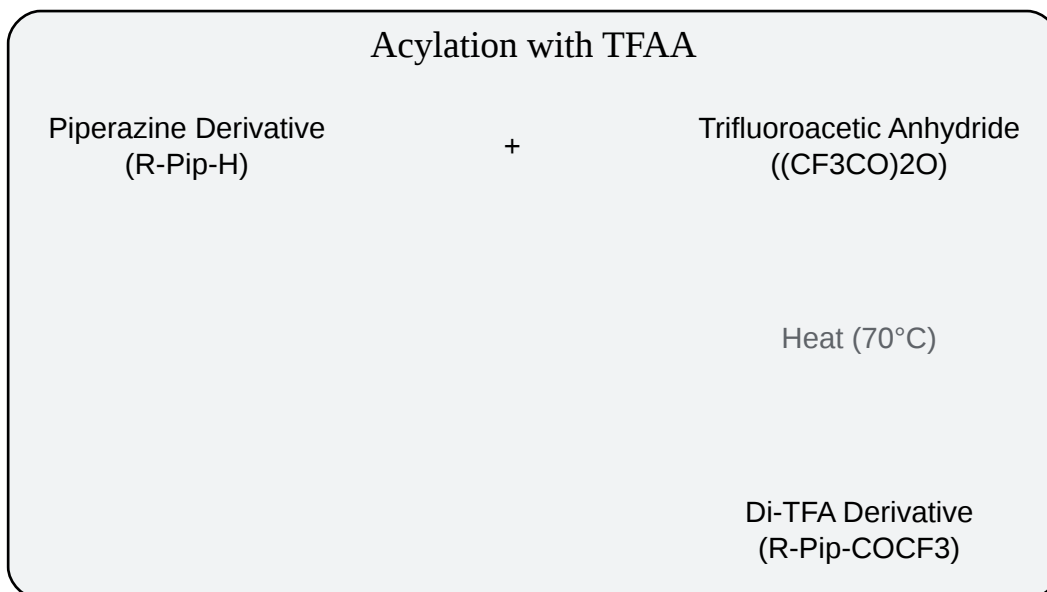 Acylation with TFAA
Piperazine Derivative
(R-Pip-H)
+
Trifluoroacetic Anhydride
((CF3CO)2O)
Heat (70°C)
Di-TFA Derivative
(R-Pip-COCF3)